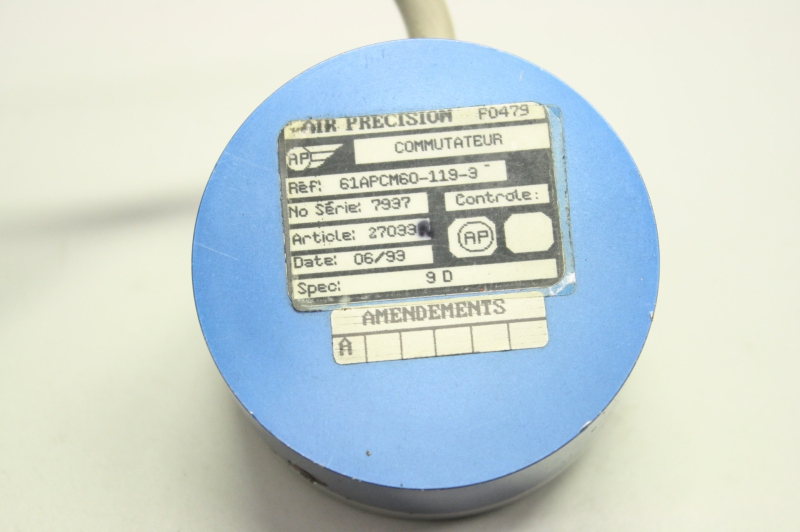 AIR PRECISION F0479
AP COMMUTATEUR
Réf: 61APCM60-119-3
No Série: 7937 Controle:
Article: 27033 AP
Date: 06/93
Spec: 9 D
AMENDEMENTS
A